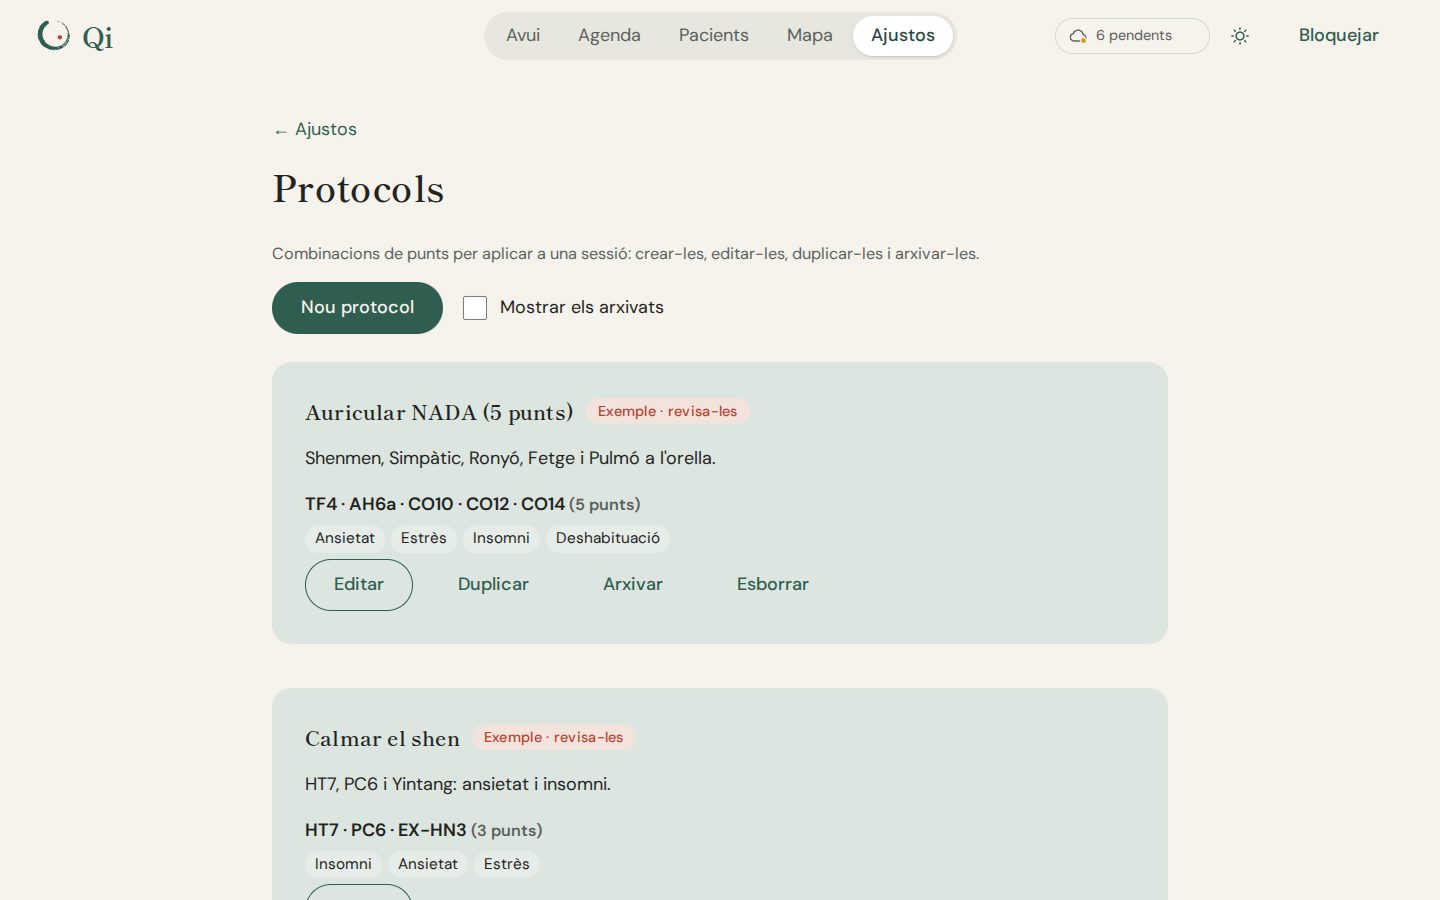 Qi
Avui Agenda Pacients Mapa Ajustos
6 pendents
Bloquejar
← Ajustos
Protocols
Combinacions de punts per aplicar a una sessió: crear-les, editar-les, duplicar-les i arxivar-les.
Nou protocol
Mostrar els arxivats
Auricular NADA (5 punts) Exemple · revisa-les
Shenmen, Simpàtic, Ronyó, Fetge i Pulmó a l'orella.
TF4 · AH6a · CO10 · CO12 · CO14 (5 punts)
Ansietat Estrès Insomni Deshabituació
Editar Duplicar Arxivar Esborrar
Calmar el shen Exemple · revisa-les
HT7, PC6 i Yintang: ansietat i insomni.
HT7 · PC6 · EX-HN3 (3 punts)
Insomni Ansietat Estrès